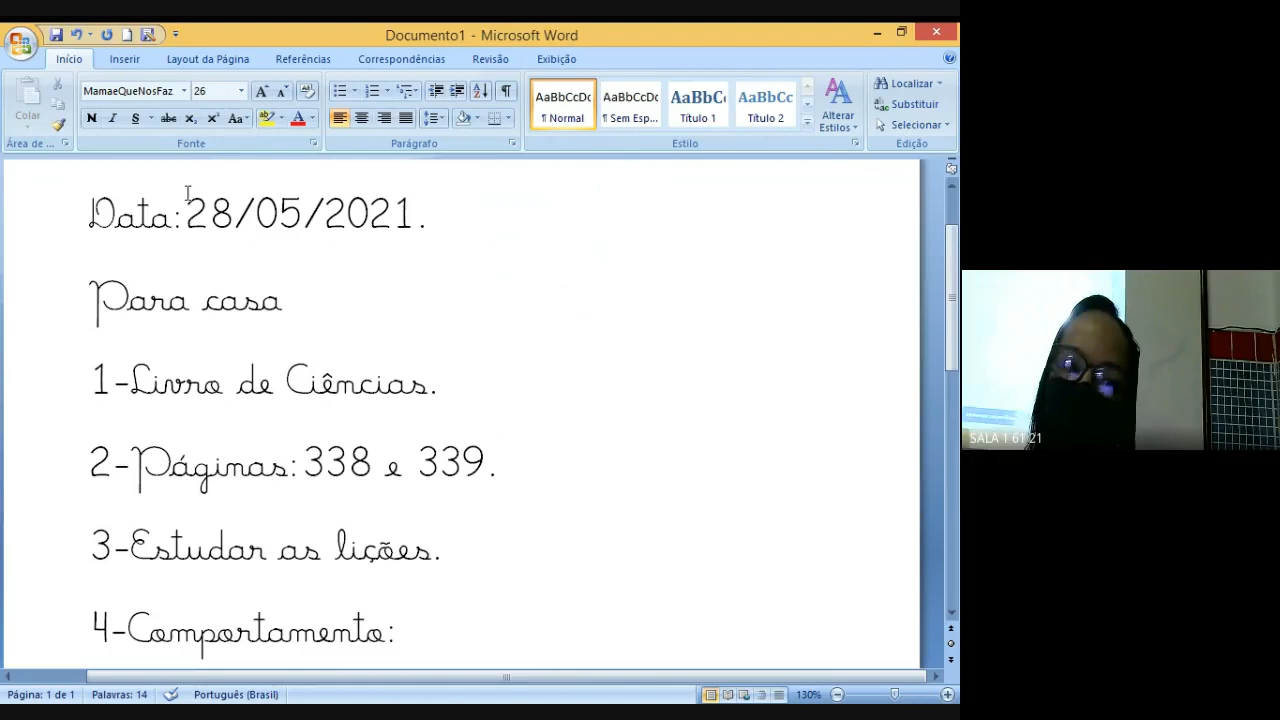 Documento1 - Microsoft Word
Início Inserir Layout da Página Referências Correspondências Revisão Exibição
MamaeQueNosFaz 26
AaBbCcDc AaBbCcDc AaBbC AaBbCc
Colar
¶ Normal ¶ Sem Esp... Título 1 Título 2
Alterar Estilos
Localizar
Substituir
Selecionar
Área de ... Fonte Parágrafo Estilo Edição
Data:28/05/2021.
Para casa
1-Livro de Ciências.
2-Páginas:338 e 339.
3-Estudar as lições.
4-Comportamento:
SALA 1 61 21
Página: 1 de 1 Palavras: 14 Português (Brasil) 130%